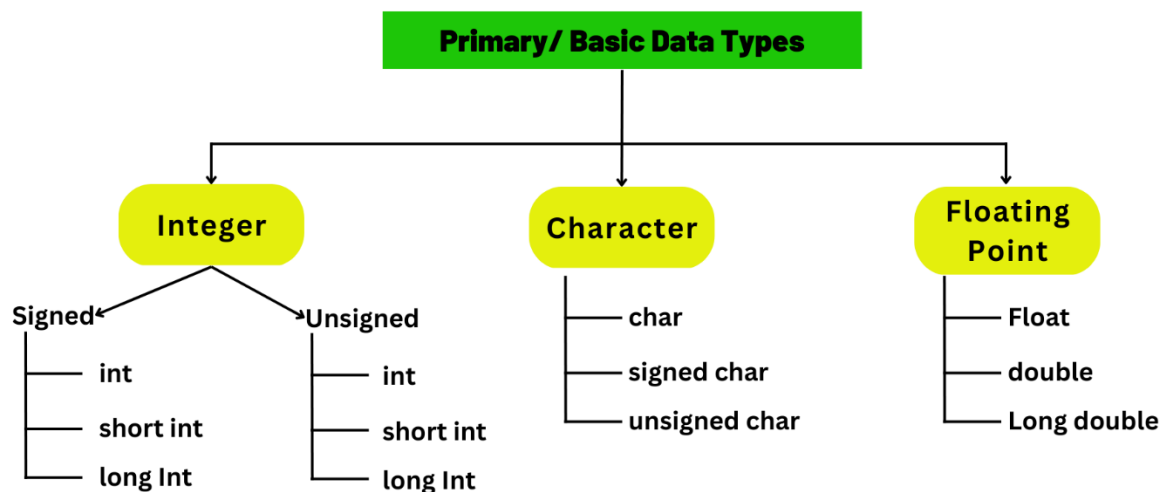 Primary/ Basic Data Types
Integer
Character
Floating
Point
Signed
Unsigned
int
short int
long Int
int
short int
long Int
char
signed char
unsigned char
Float
double
Long double